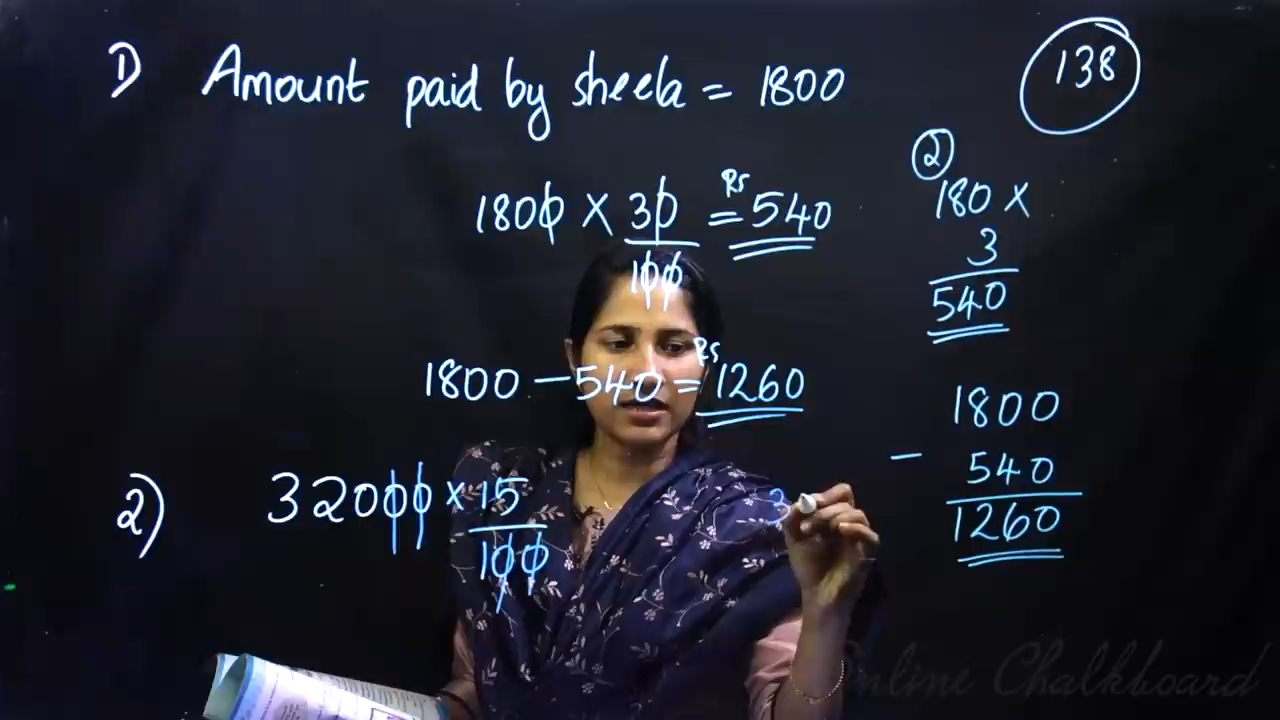 1) Amount paid by sheela = 1800
138
1800 × 30/100 = Rs 540
2
180 ×
3
540
1800 - 540 = Rs 1260
1800
- 540
1260
2) 32000 × 15/100
3
Online Chalkboard